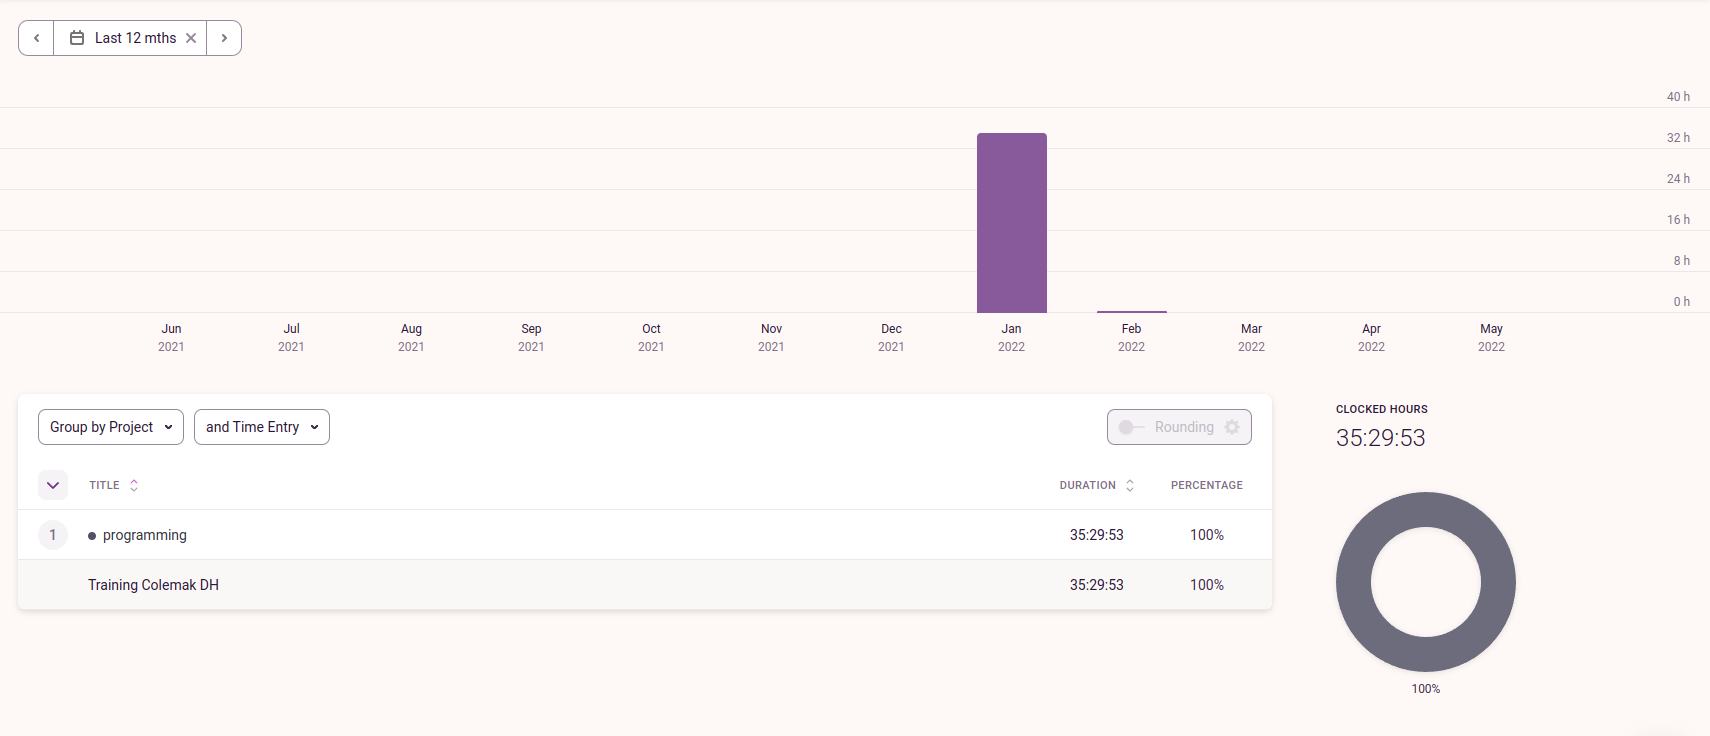 Last 12 mths
40 h
32 h
24 h
16 h
8 h
0 h
Jun Jul Aug Sep Oct Nov Dec Jan Feb Mar Apr May
2021 2021 2021 2021 2021 2021 2021 2022 2022 2022 2022 2022
Group by Project and Time Entry Rounding
TITLE DURATION PERCENTAGE
1 programming 35:29:53 100%
Training Colemak DH 35:29:53 100%
CLOCKED HOURS
35:29:53
100%